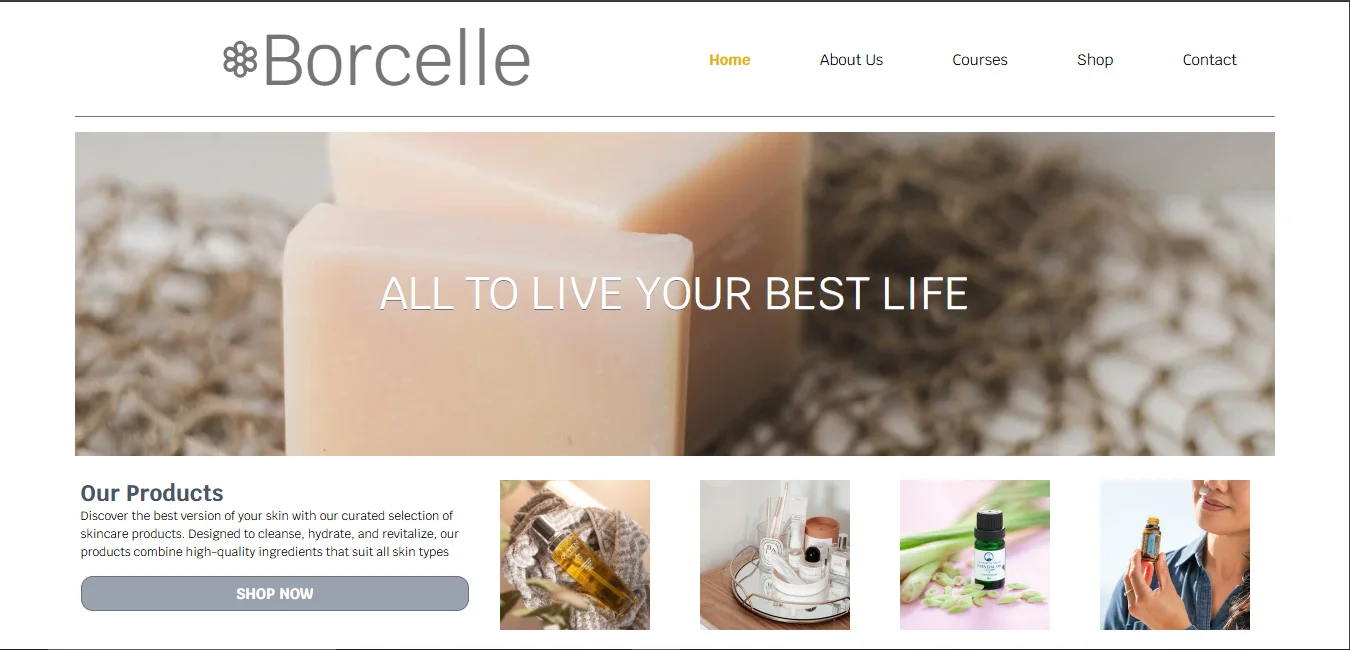 Borcelle
Home About Us Courses Shop Contact
ALL TO LIVE YOUR BEST LIFE
Our Products
Discover the best version of your skin with our curated selection of
skincare products. Designed to cleanse, hydrate, and revitalize, our
products combine high-quality ingredients that suit all skin types
SHOP NOW